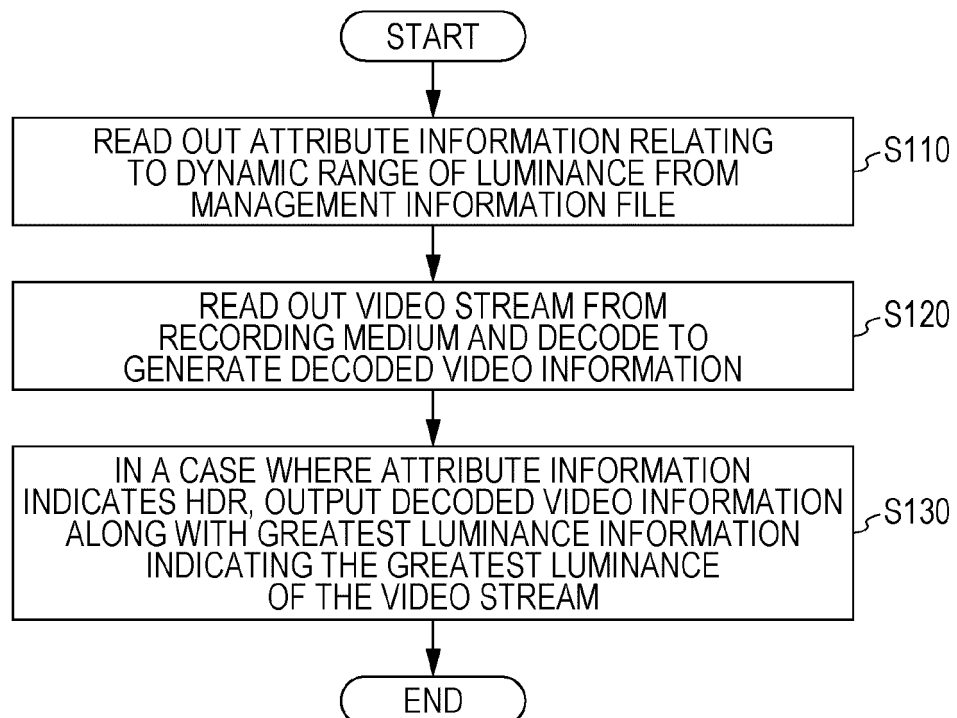 START
READ OUT ATTRIBUTE INFORMATION RELATING
TO DYNAMIC RANGE OF LUMINANCE FROM
MANAGEMENT INFORMATION FILE
S110
READ OUT VIDEO STREAM FROM
RECORDING MEDIUM AND DECODE TO
GENERATE DECODED VIDEO INFORMATION
S120
IN A CASE WHERE ATTRIBUTE INFORMATION
INDICATES HDR, OUTPUT DECODED VIDEO INFORMATION
ALONG WITH GREATEST LUMINANCE INFORMATION
INDICATING THE GREATEST LUMINANCE
OF THE VIDEO STREAM
S130
END